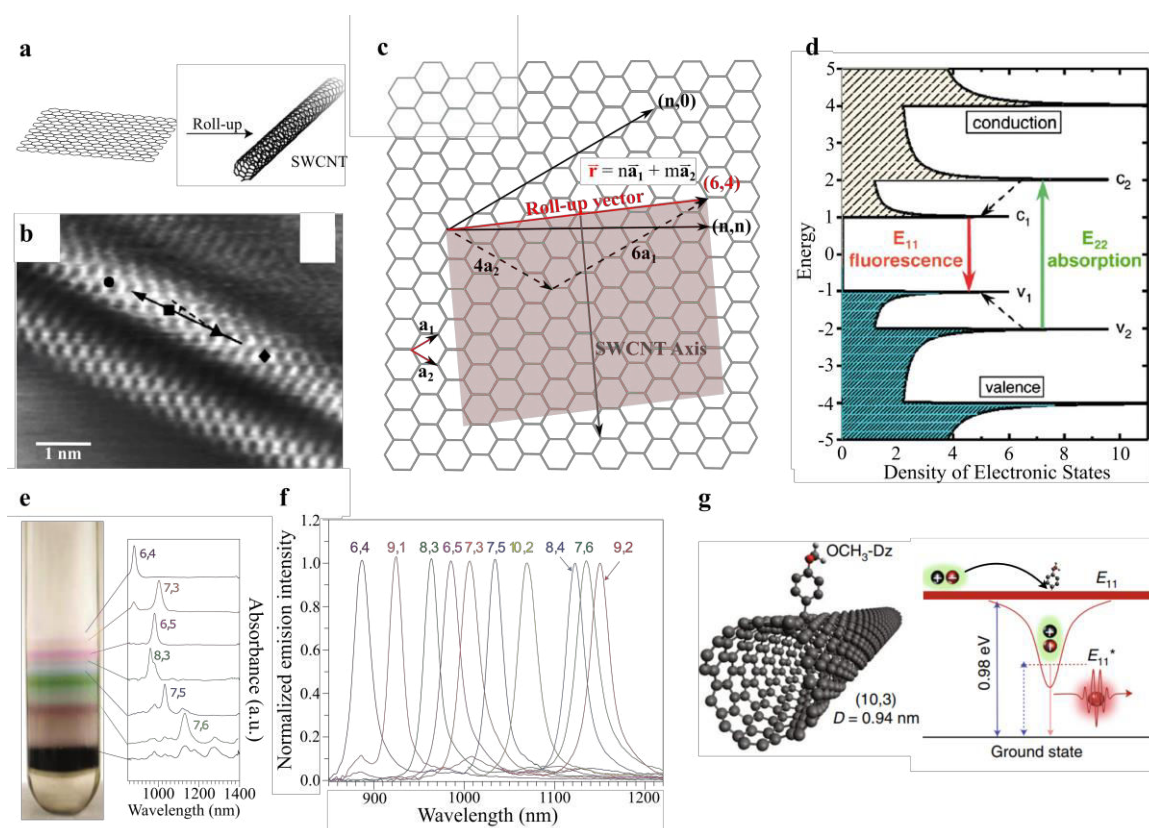 a
Roll-up
SWCNT
b
1 nm
c
(n,0)
r̄ = nā₁ + mā₂
(6,4)
Roll-up vector
(n,n)
4a₂
6a₁
a₁
a₂
SWCNT Axis
d
Energy
5
4
3
2
1
0
-1
-2
-3
-4
-5
conduction
c₂
c₁
E₁₁
fluorescence
E₂₂
absorption
v₁
v₂
valence
0 2 4 6 8 10
Density of Electronic States
e
6,4
7,3
6,5
8,3
7,5
7,6
Absorbance (a.u.)
1000 1200 1400
Wavelength (nm)
f
Normalized emision intensity
1.2
1.0
0.8
0.6
0.4
0.2
0.0
6,4 9,1 8,3 6,5 7,3 7,5 10,2 8,4 7,6 9,2
900 1000 1100 1200
Wavelength (nm)
g
OCH₃-Dz
(10,3)
D = 0.94 nm
E₁₁
0.98 eV
E₁₁*
Ground state